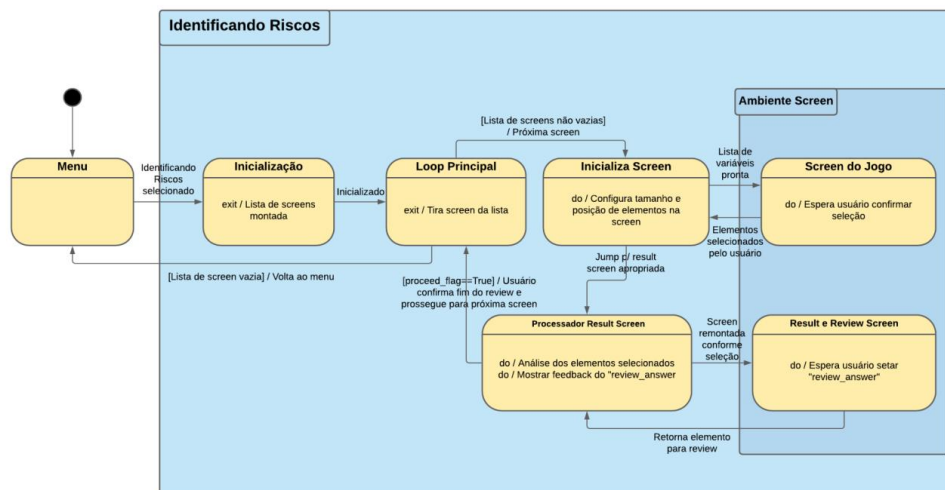 Identificando Riscos
Ambiente Screen
[Lista de screens não vazias]
/ Próxima screen
Menu
Identificando
Riscos
selecionado
Inicialização
exit / Lista de screens
montada
Inicializado
Loop Principal
exit / Tira screen da lista
Inicializa Screen
do / Configura tamanho e
posição de elementos na
screen
Lista de
variáveis
pronta
Screen do Jogo
do / Espera usuário confirmar
seleção
Elementos
selecionados
pelo usuário
[Lista de screen vazia] / Volta ao menu
[proceed_flag==True] / Usuário
confirma fim do review e
prossegue para próxima screen
Jump p/ result
screen apropriada
Processador Result Screen
do / Análise dos elementos selecionados
do / Mostrar feedback do "review_answer
Screen
remontada
conforme
seleção
Result e Review Screen
do / Espera usuário setar
"review_answer"
Retorna elemento
para review